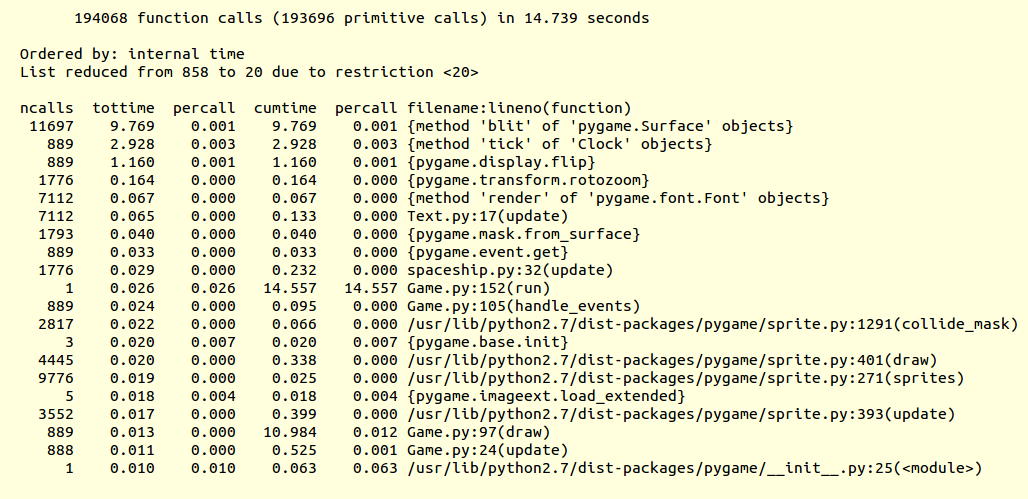 194068 function calls (193696 primitive calls) in 14.739 seconds
Ordered by: internal time
List reduced from 858 to 20 due to restriction <20>
ncalls  tottime  percall  cumtime  percall filename:lineno(function)
11697    9.769    0.001    9.769    0.001 {method 'blit' of 'pygame.Surface' objects}
889    2.928    0.003    2.928    0.003 {method 'tick' of 'Clock' objects}
889    1.160    0.001    1.160    0.001 {pygame.display.flip}
1776    0.164    0.000    0.164    0.000 {pygame.transform.rotozoom}
7112    0.067    0.000    0.067    0.000 {method 'render' of 'pygame.font.Font' objects}
7112    0.065    0.000    0.133    0.000 Text.py:17(update)
1793    0.040    0.000    0.040    0.000 {pygame.mask.from_surface}
889    0.033    0.000    0.033    0.000 {pygame.event.get}
1776    0.029    0.000    0.232    0.000 spaceship.py:32(update)
1    0.026    0.026   14.557   14.557 Game.py:152(run)
889    0.024    0.000    0.095    0.000 Game.py:105(handle_events)
2817    0.022    0.000    0.066    0.000 /usr/lib/python2.7/dist-packages/pygame/sprite.py:1291(collide_mask)
3    0.020    0.007    0.020    0.007 {pygame.base.init}
4445    0.020    0.000    0.338    0.000 /usr/lib/python2.7/dist-packages/pygame/sprite.py:401(draw)
9776    0.019    0.000    0.025    0.000 /usr/lib/python2.7/dist-packages/pygame/sprite.py:271(sprites)
5    0.018    0.004    0.018    0.004 {pygame.imageext.load_extended}
3552    0.017    0.000    0.399    0.000 /usr/lib/python2.7/dist-packages/pygame/sprite.py:393(update)
889    0.013    0.000   10.984    0.012 Game.py:97(draw)
888    0.011    0.000    0.525    0.001 Game.py:24(update)
1    0.010    0.010    0.063    0.063 /usr/lib/python2.7/dist-packages/pygame/__init__.py:25(<module>)